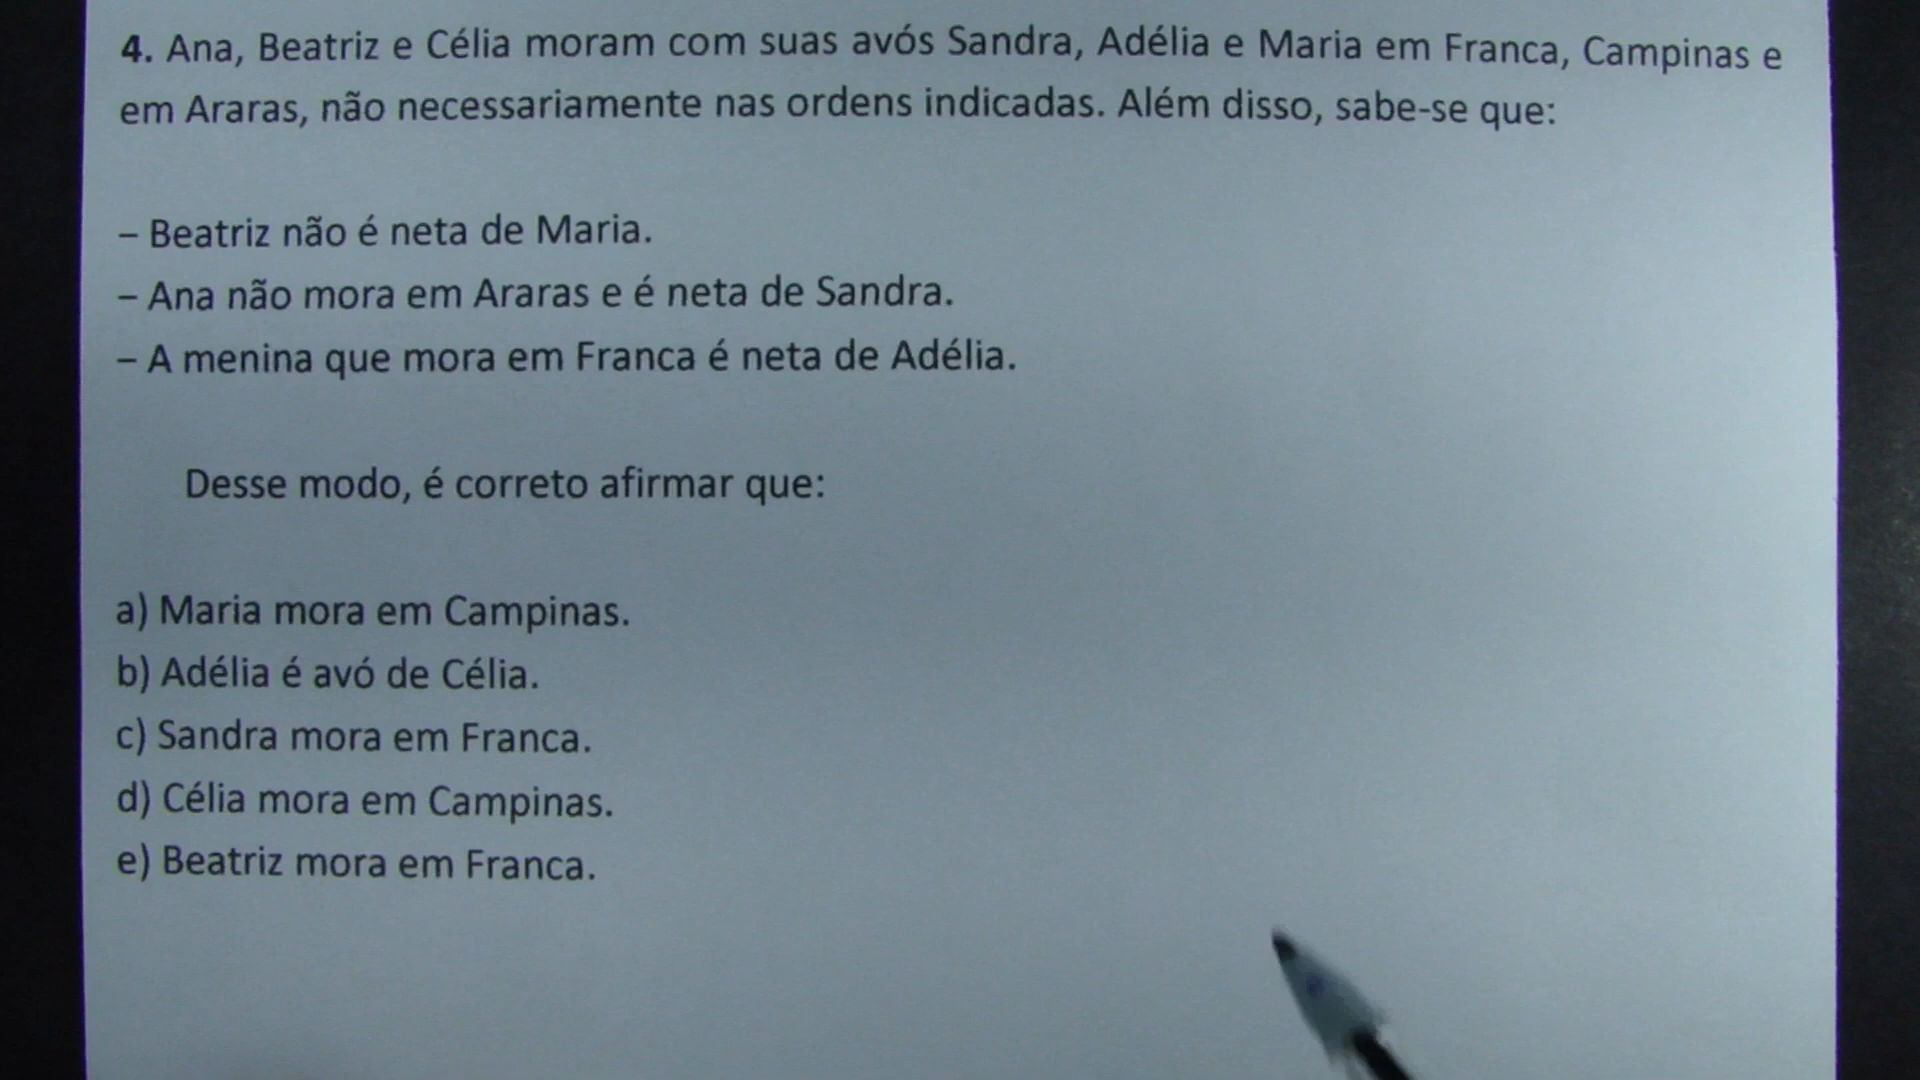 4. Ana, Beatriz e Célia moram com suas avós Sandra, Adélia e Maria em Franca, Campinas e
em Araras, não necessariamente nas ordens indicadas. Além disso, sabe-se que:
– Beatriz não é neta de Maria.
– Ana não mora em Araras e é neta de Sandra.
– A menina que mora em Franca é neta de Adélia.
Desse modo, é correto afirmar que:
a) Maria mora em Campinas.
b) Adélia é avó de Célia.
c) Sandra mora em Franca.
d) Célia mora em Campinas.
e) Beatriz mora em Franca.